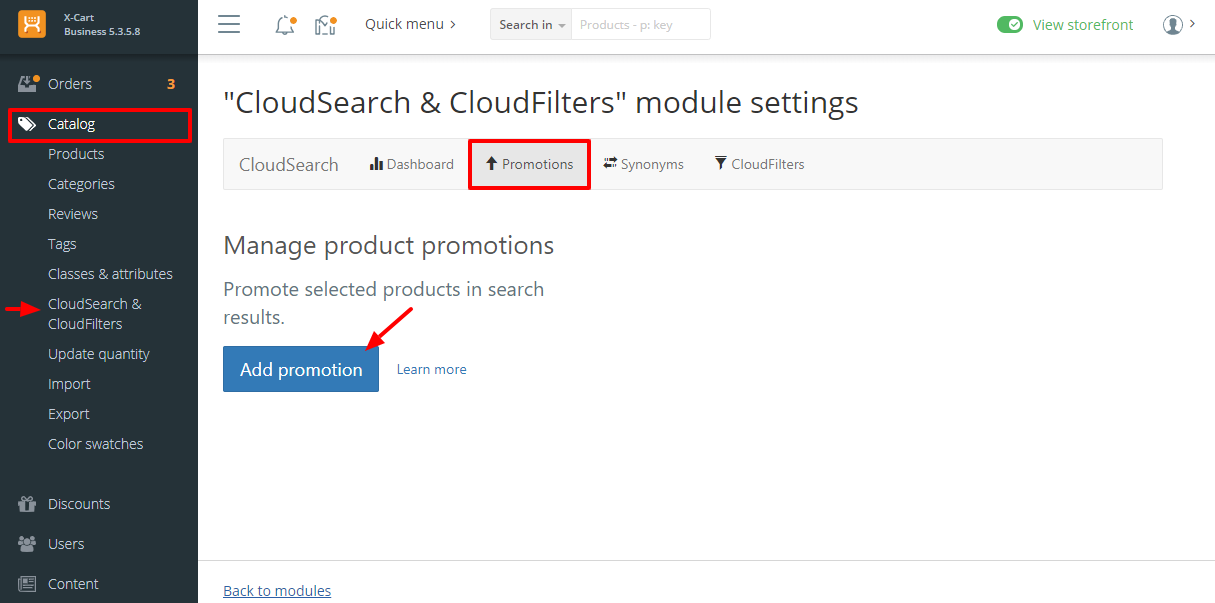 X-Cart
Business 5.3.5.8
Quick menu
Search in
Products - p: key
View storefront
Orders
3
Catalog
Products
Categories
Reviews
Tags
Classes & attributes
CloudSearch &
CloudFilters
Update quantity
Import
Export
Color swatches
Discounts
Users
Content
"CloudSearch & CloudFilters" module settings
CloudSearch
Dashboard
Promotions
Synonyms
CloudFilters
Manage product promotions
Promote selected products in search
results.
Add promotion
Learn more
Back to modules